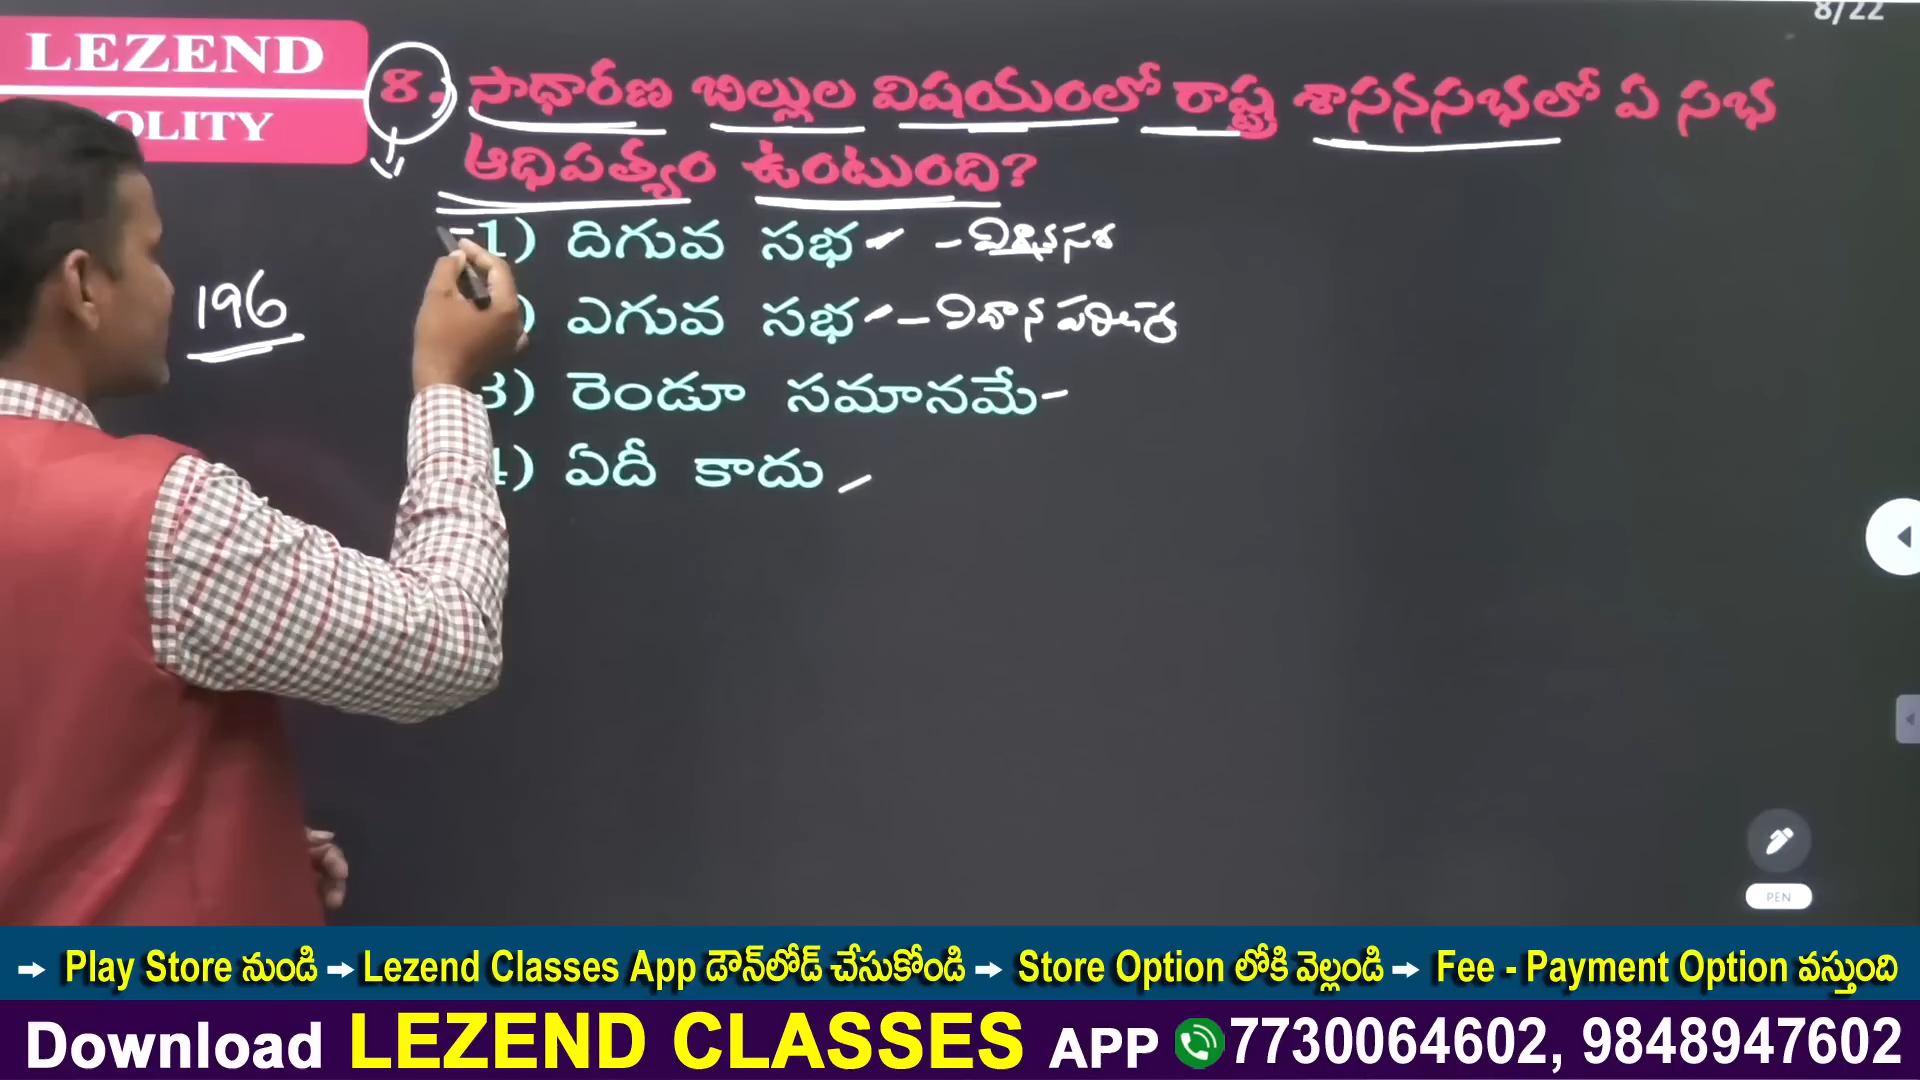 8/22
LEZEND
OLITY
8. సాధారణ బిల్లుల విషయంలో రాష్ట్ర శాసనసభలో ఏ సభ
ఆధిపత్యం ఉంటుంది?
1) దిగువ సభ
) ఎగువ సభ - విధాన పరిషత్
196
3) రెండూ సమానమే
4) ఏదీ కాదు
PEN
→ Play Store నుండి → Lezend Classes App డౌన్‌లోడ్ చేసుకోండి → Store Option లోకి వెల్లండి → Fee - Payment Option వస్తుంది
Download LEZEND CLASSES APP 7730064602, 9848947602